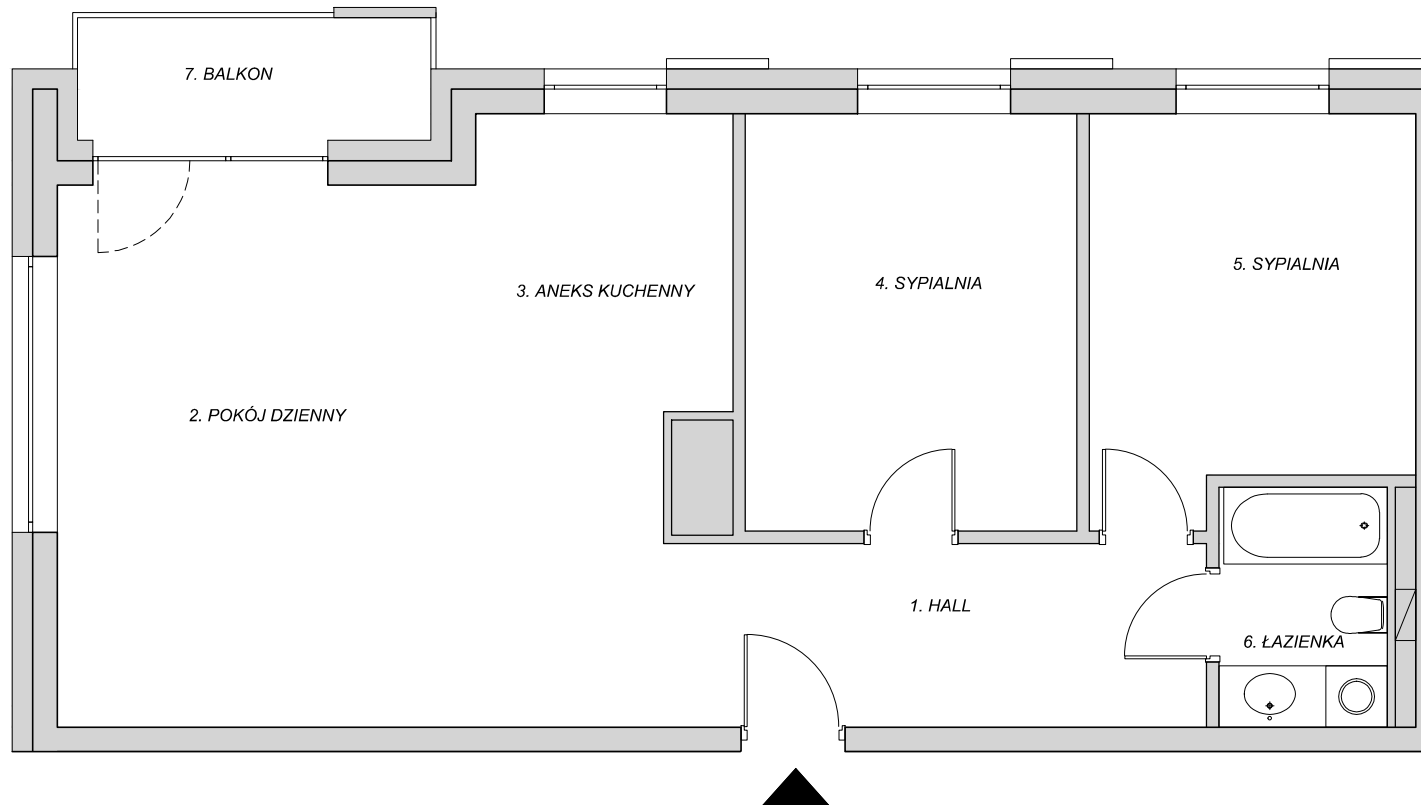 7. BALKON
5. SYPIALNIA
4. SYPIALNIA
3. ANEKS KUCHENNY
2. POKÓJ DZIENNY
1. HALL
6. ŁAZIENKA